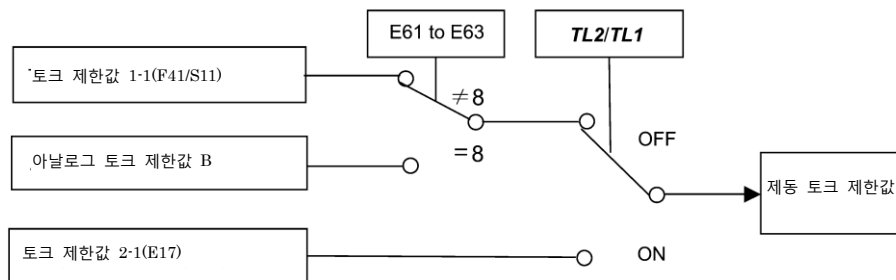 E61 to E63
TL2/TL1
토크 제한값 1-1(F41/S11)
≠8
OFF
아날로그 토크 제한값 B
=8
제동 토크 제한값
토크 제한값 2-1(E17)
ON